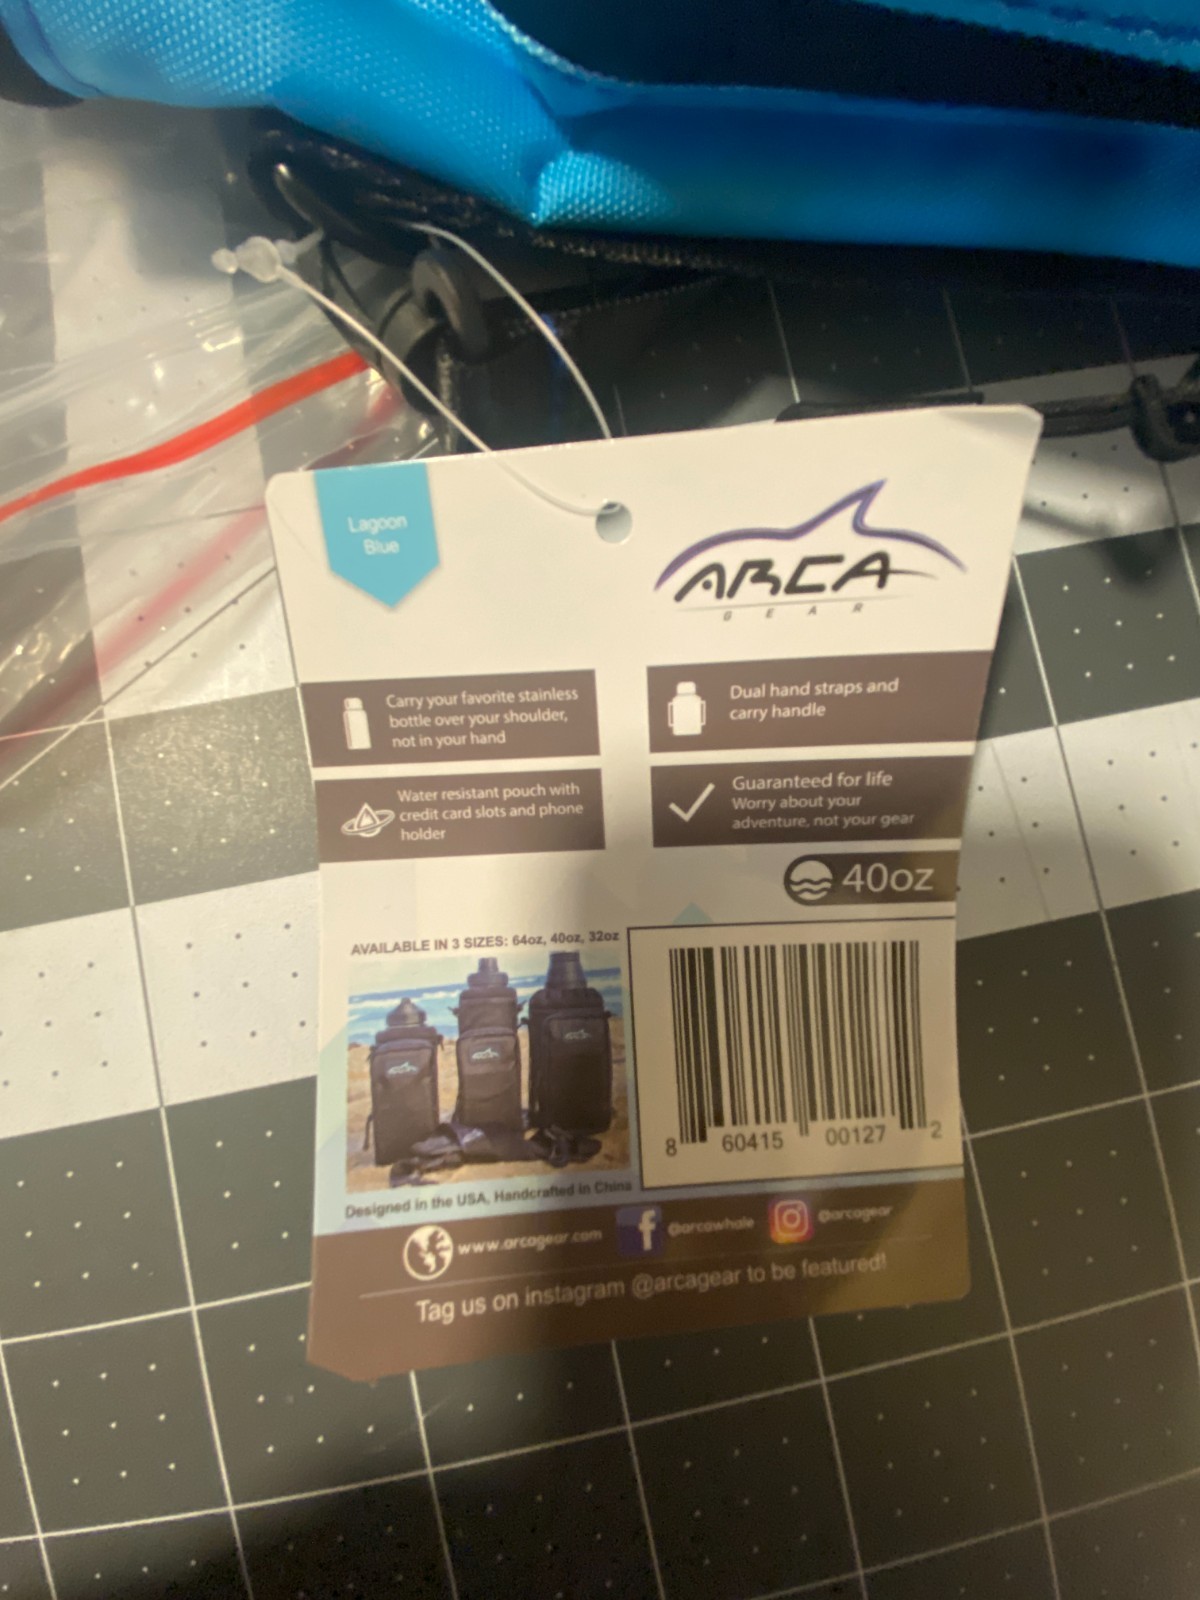 Lagoon
Blue
ARCA
GEAR
Carry your favorite stainless
bottle over your shoulder,
not in your hand
Dual hand straps and
carry handle
Water resistant pouch with
credit card slots and phone
holder
Guaranteed for life
Worry about your
adventure, not your gear
40oz
AVAILABLE IN 3 SIZES: 64oz, 40oz, 32oz
8 60415 00127 2
Designed in the USA, Handcrafted in China
www.arcagear.com
@arcawhale
@arcagear
Tag us on instagram @arcagear to be featured!